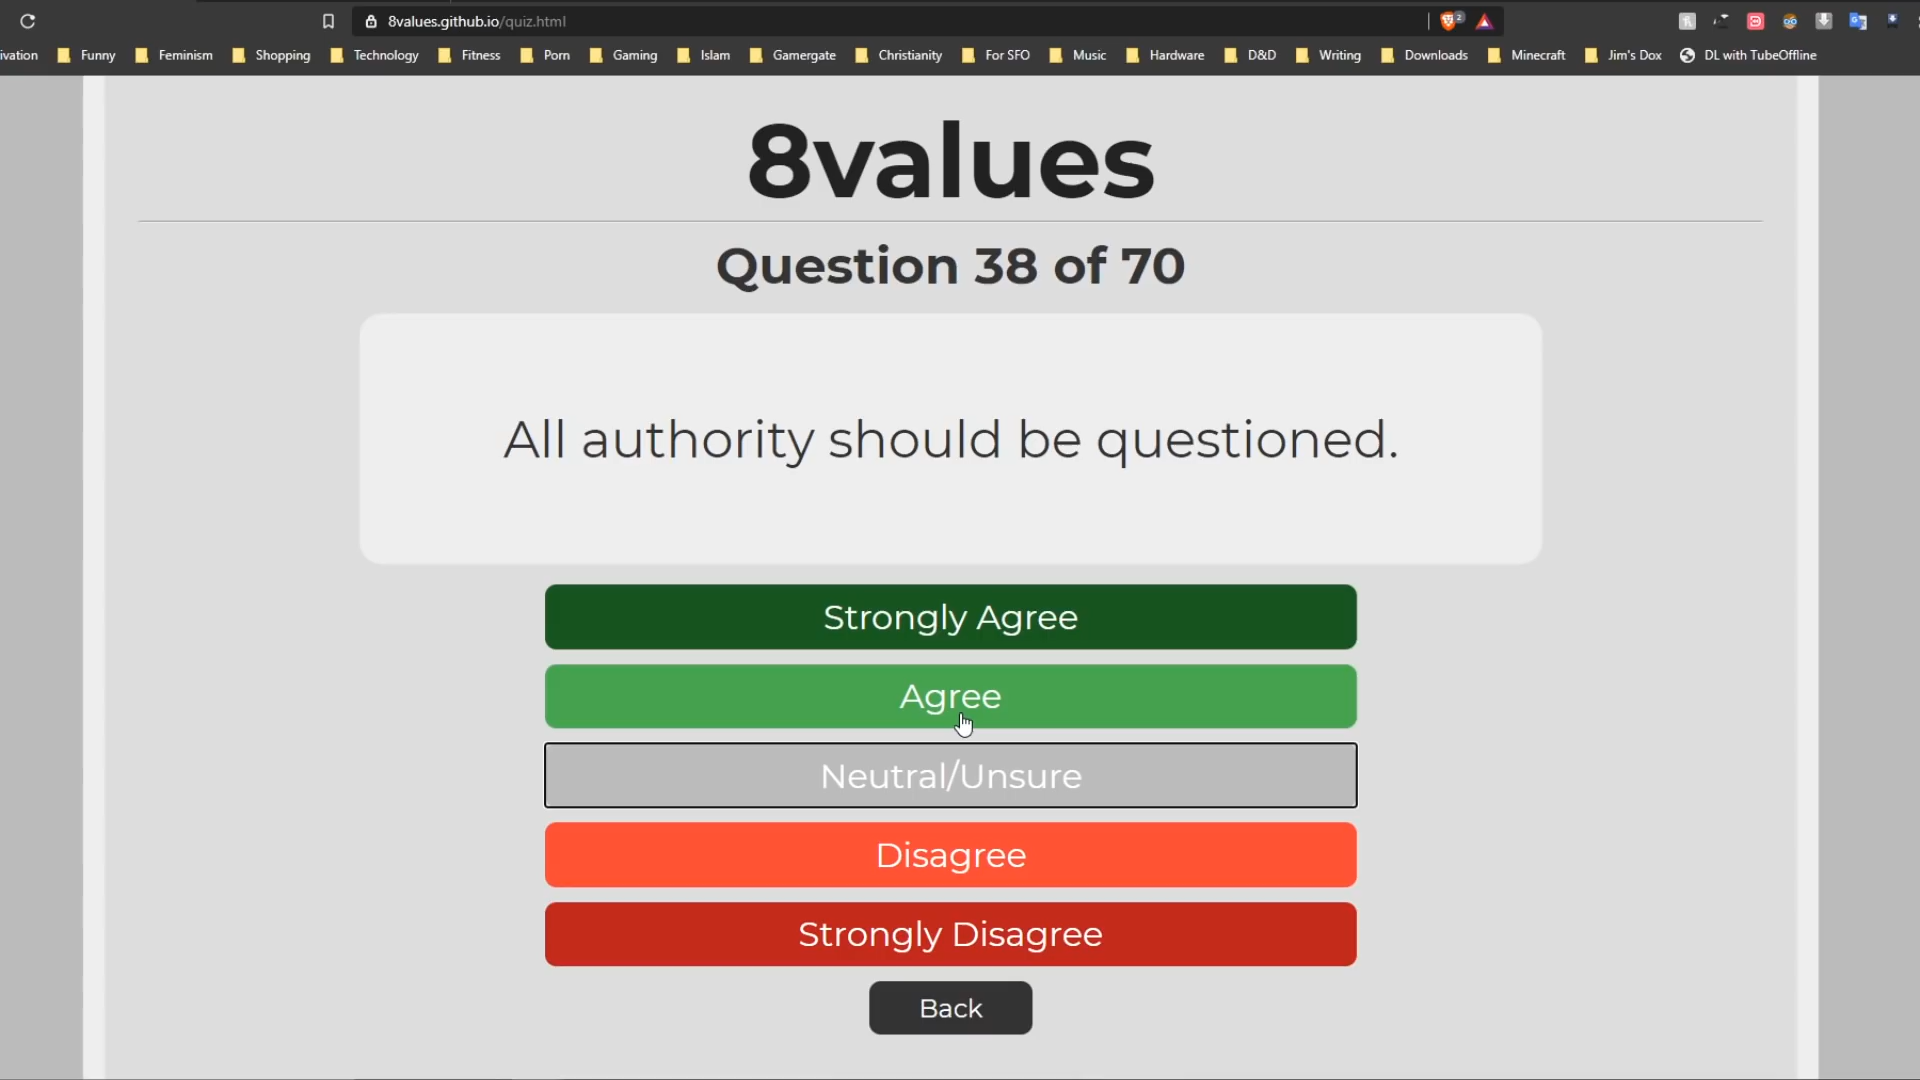 8values.github.io/quiz.html
2
ivation Funny Feminism Shopping Technology Fitness Porn Gaming Islam Gamergate Christianity For SFO Music Hardware D&D Writing Downloads Minecraft Jim's Dox DL with TubeOffline
8values
Question 38 of 70
All authority should be questioned.
Strongly Agree
Agree
Neutral/Unsure
Disagree
Strongly Disagree
Back